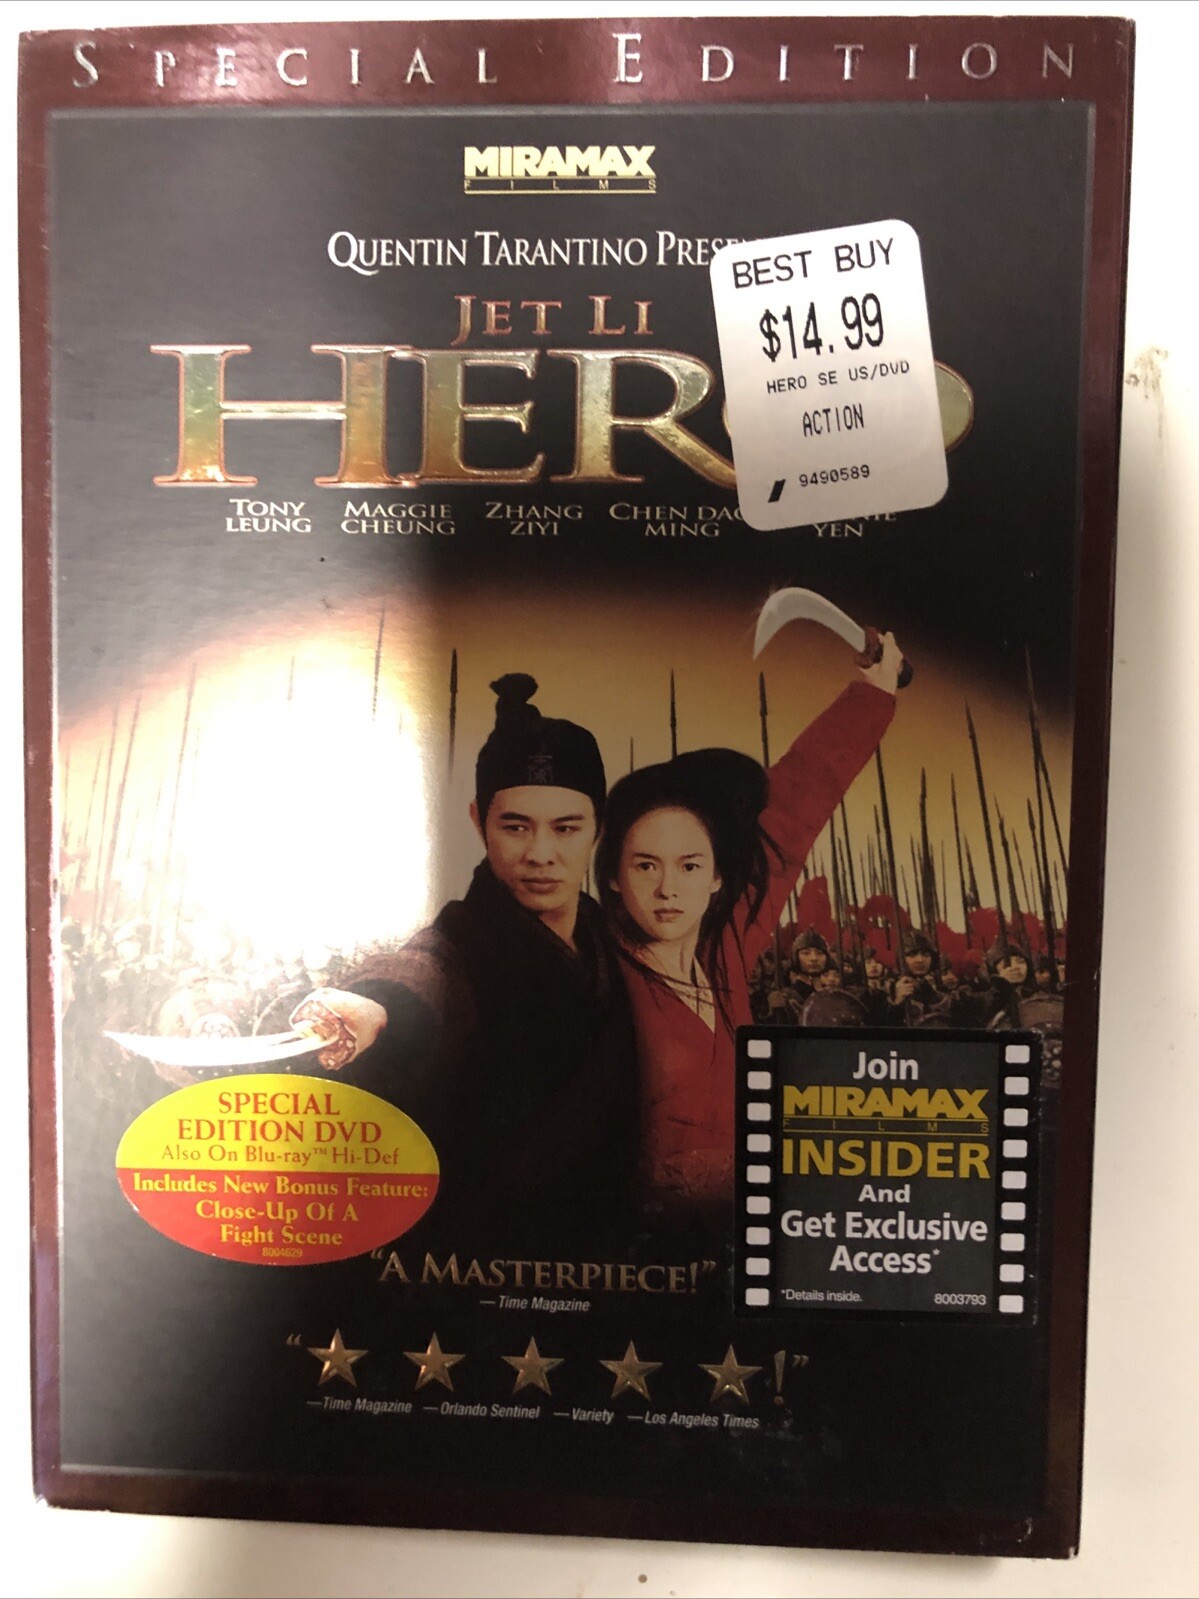 SPECIAL EDITION
MIRAMAX
FILMS
QUENTIN TARANTINO PRESEN
JET LI
HERO
BEST BUY
$14.99
HERO SE US/DVD
ACTION
9490589
TONY LEUNG
MAGGIE CHEUNG
ZHANG ZIYI
CHEN DAO MING
YEN
SPECIAL
EDITION DVD
Also On Blu-ray™ Hi-Def
Includes New Bonus Feature:
Close-Up Of A
Fight Scene
8004629
Join
MIRAMAX
FILMS
INSIDER
And
Get Exclusive
Access*
*Details inside. 8003793
"A MASTERPIECE!"
—Time Magazine
"★ ★ ★ ★ ★!"
—Time Magazine —Orlando Sentinel —Variety —Los Angeles Times